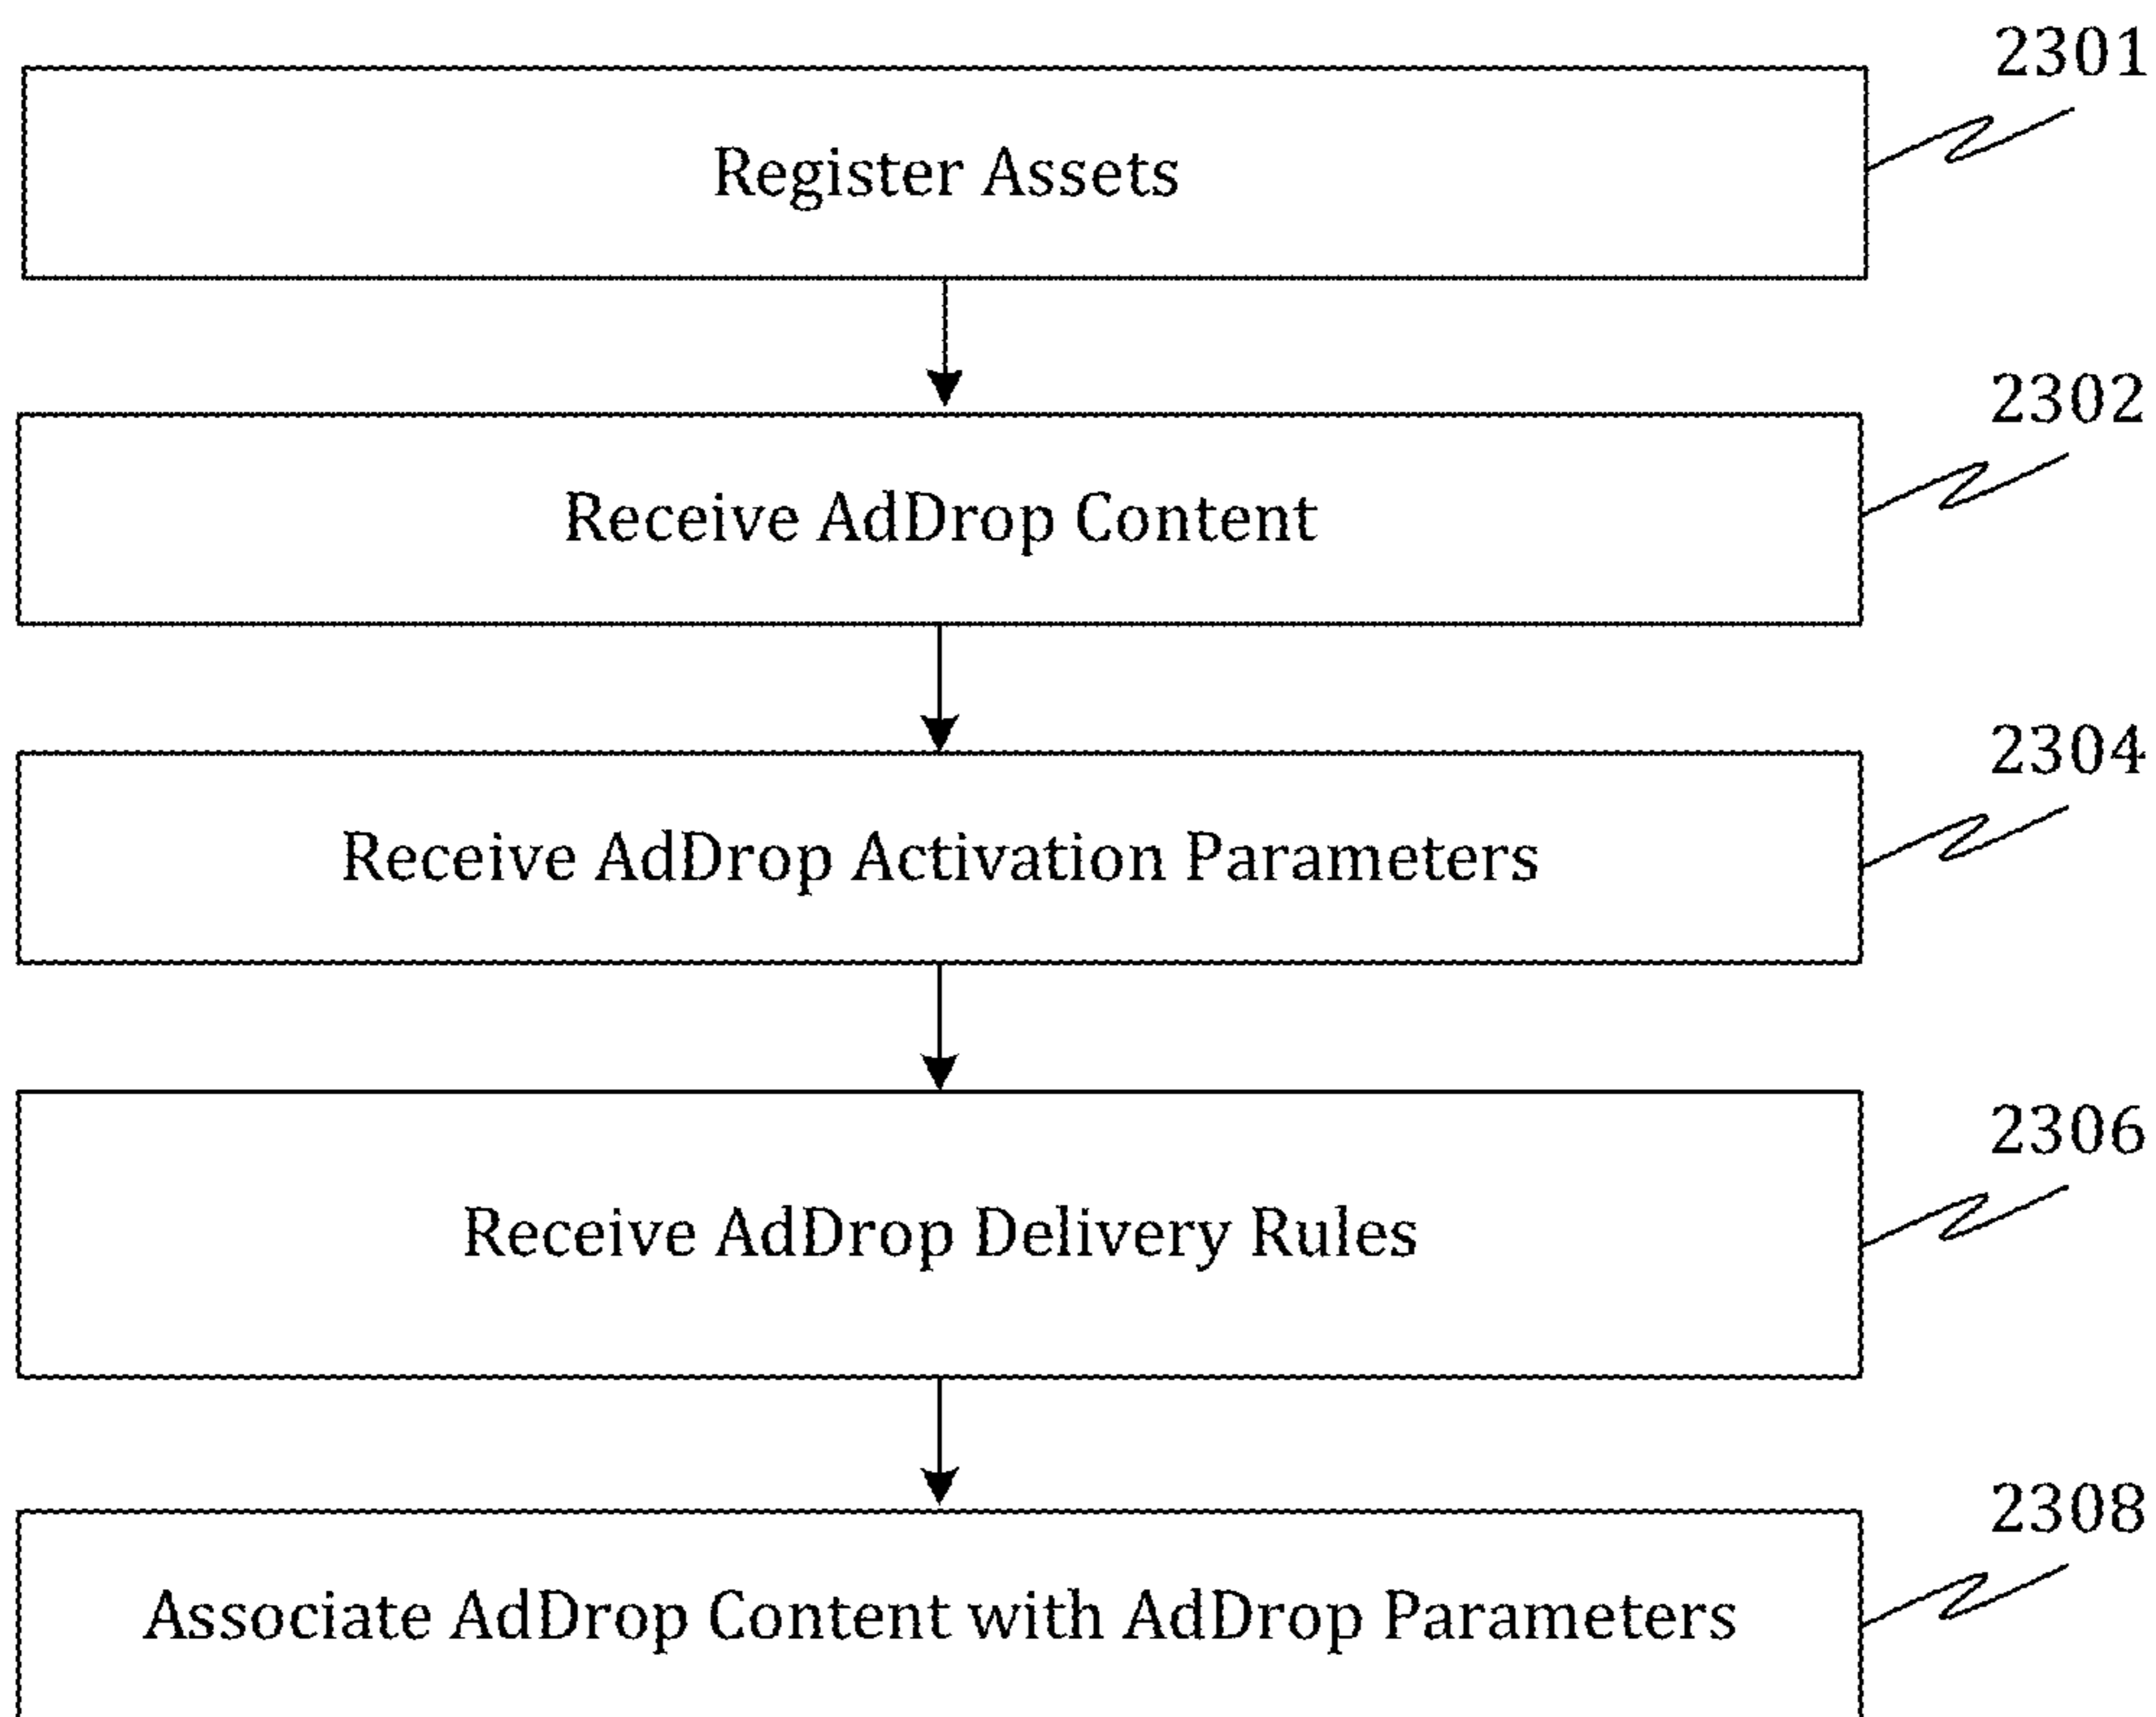 2301
Register Assets
2302
Receive AdDrop Content
2304
Receive AdDrop Activation Parameters
2306
Receive AdDrop Delivery Rules
2308
Associate AdDrop Content with AdDrop Parameters